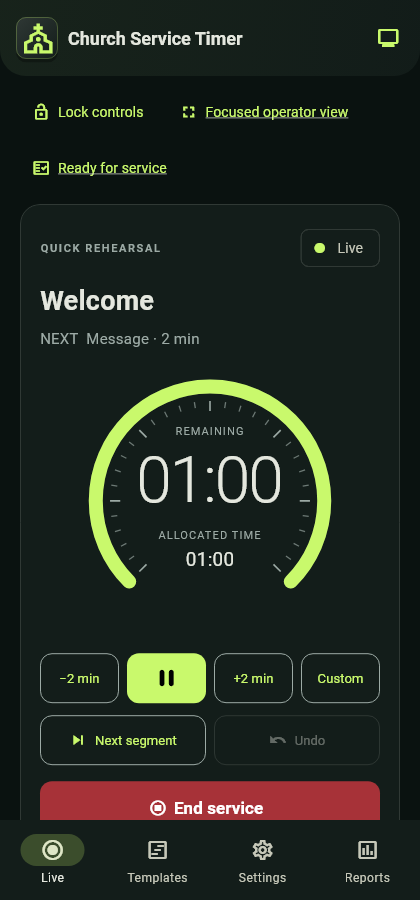 Church Service Timer
Lock controls
Focused operator view
Ready for service
QUICK REHEARSAL
Live
Welcome
NEXT Message · 2 min
REMAINING
01:00
ALLOCATED TIME
01:00
−2 min
+2 min
Custom
Next segment
Undo
End service
Live
Templates
Settings
Reports